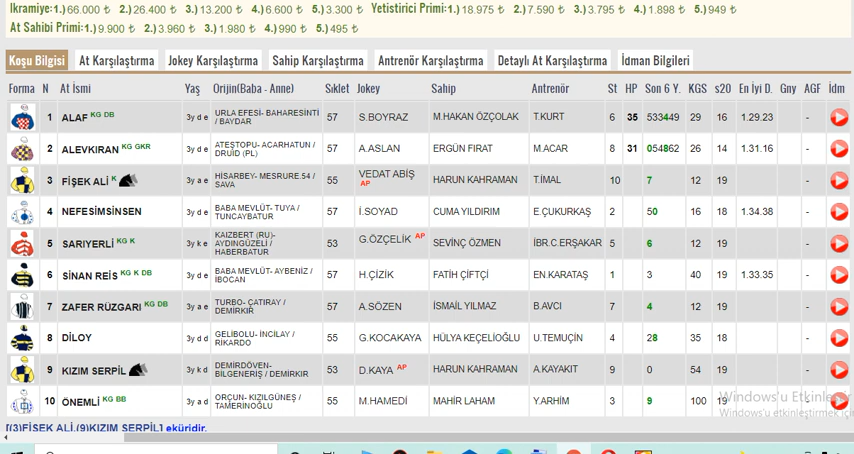 İkramiye:1.) 66.000 ₺ 2.) 26.400 ₺ 3.) 13.200 ₺ 4.) 6.600 ₺ 5.) 3.300 ₺ Yetistirici Primi:1.) 18.975 ₺ 2.) 7.590 ₺ 3.) 3.795 ₺ 4.) 1.898 ₺ 5.) 949 ₺
At Sahibi Primi:1.) 9.900 ₺ 2.) 3.960 ₺ 3.) 1.980 ₺ 4.) 990 ₺ 5.) 495 ₺
Koşu Bilgisi At Karşılaştırma Jokey Karşılaştırma Sahip Karşılaştırma Antrenör Karşılaştırma Detaylı At Karşılaştırma İdman Bilgileri
Forma N At İsmi Yaş Orijin(Baba - Anne) Sıklet Jokey Sahip Antrenör St HP Son 6 Y. KGS s20 En İyi D. Gny AGF İdm
1 ALAF KG DB 3y d e URLA EFESİ- BAHARESİNTİ / BAYDAR 57 S.BOYRAZ M.HAKAN ÖZÇOLAK T.KURT 6 35 533449 29 16 1.29.23 -
2 ALEVKIRAN KG GKR 3y d e ATEŞTOPU- ACARHATUN / DRUİD (PL) 57 A.ASLAN ERGÜN FIRAT M.ACAR 8 31 054862 26 14 1.31.16 -
3 FİŞEK ALİ K 3y a e HİSARBEY- MESRURE.54 / SAVA 55 VEDAT ABİŞ AP HARUN KAHRAMAN T.İMAL 10 7 12 19 -
4 NEFESİMSİNSEN 3y d e BABA MEVLÜT- TUYA / TUNCAYBATUR 57 İ.SOYAD CUMA YILDIRIM E.ÇUKURKAŞ 2 50 16 18 1.34.38 -
5 SARIYERLİ KG K 3y k e KAIZBERT (RU)- AYDINGÜZELİ / HABERBATUR 53 G.ÖZÇELİK AP SEVİNÇ ÖZMEN İBR.C.ERŞAKAR 5 6 12 19 -
6 SİNAN REİS KG K DB 3y d e BABA MEVLÜT- AYBENİZ / İBOCAN 57 H.ÇİZİK FATİH ÇİFTÇİ EN.KARATAŞ 1 3 40 19 1.33.35 -
7 ZAFER RÜZGARI KG DB 3y a e TURBO- ÇATIRAY / DEMİRKIR 57 A.SÖZEN İSMAİL YILMAZ B.AVCI 7 4 12 19 -
8 DİLOY 3y d d GELİBOLU- İNCİLAY / RİKARDO 55 G.KOCAKAYA HÜLYA KEÇELİOĞLU U.TEMUÇİN 4 28 35 18 -
9 KIZIM SERPİL 3y k d DEMİRDÖVEN- BİLGENERİŞ / DEMİRKIR 53 D.KAYA AP HARUN KAHRAMAN A.KAYAKIT 9 0 54 19 -
10 ÖNEMLİ KG BB 3y a d ORÇUN- KIZILGÜNEŞ / TAMERİNOĞLU 55 M.HAMEDİ MAHİR LAHAM Y.ARHİM 3 9 100 19 -
Windows'u Etkinleştir
Windows'u etkinleştirmek iç
[(3)FİŞEK ALİ,(9)KIZIM SERPİL] eküridir.